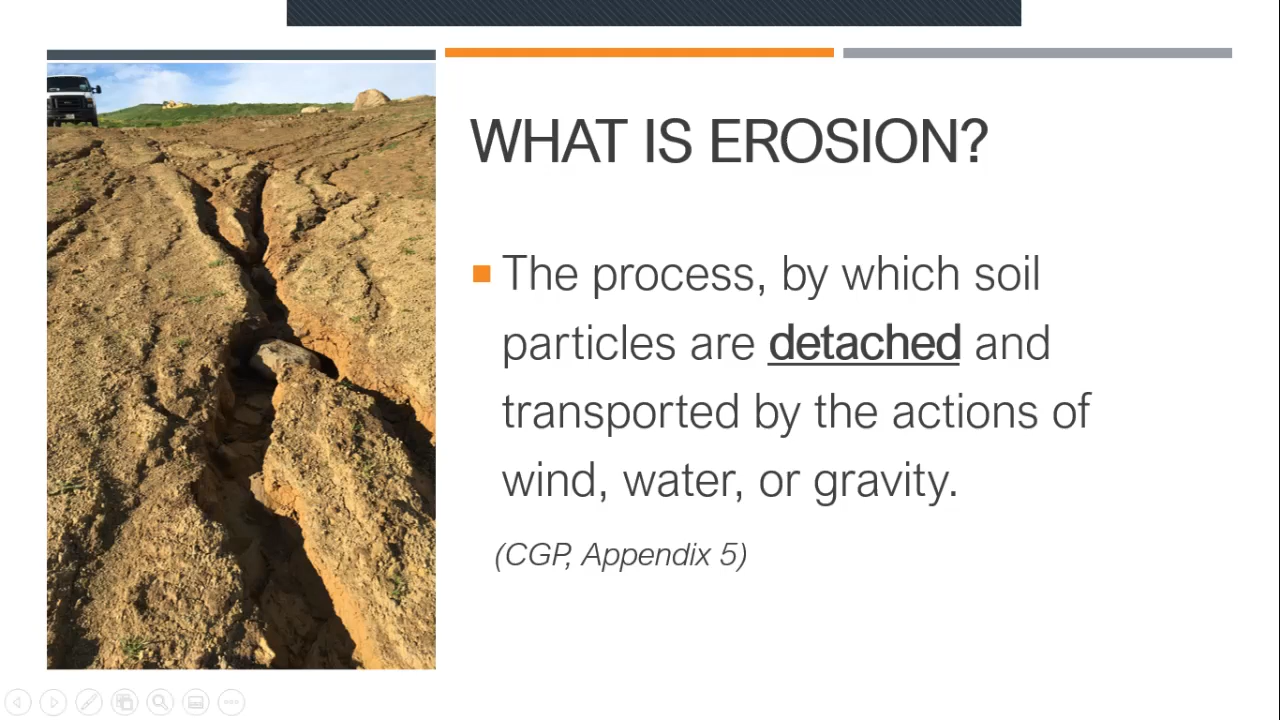 WHAT IS EROSION?
The process, by which soil
particles are detached and
transported by the actions of
wind, water, or gravity.
(CGP, Appendix 5)